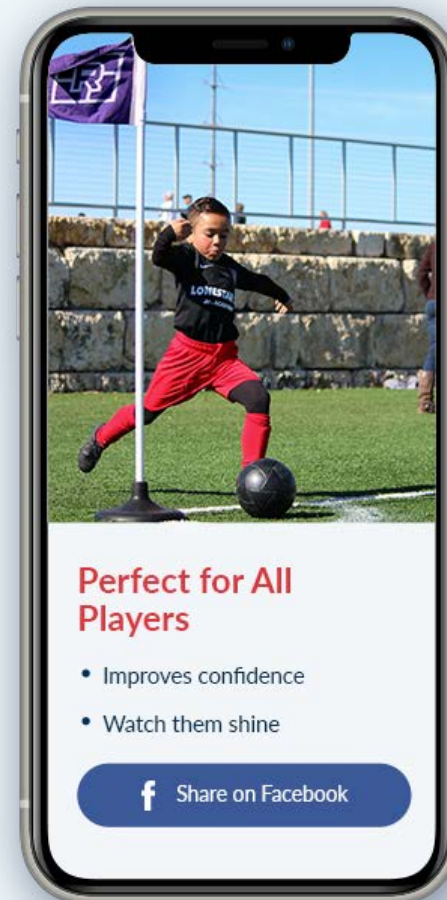 LONESTAR
Perfect for All
Players
• Improves confidence
• Watch them shine
f Share on Facebook